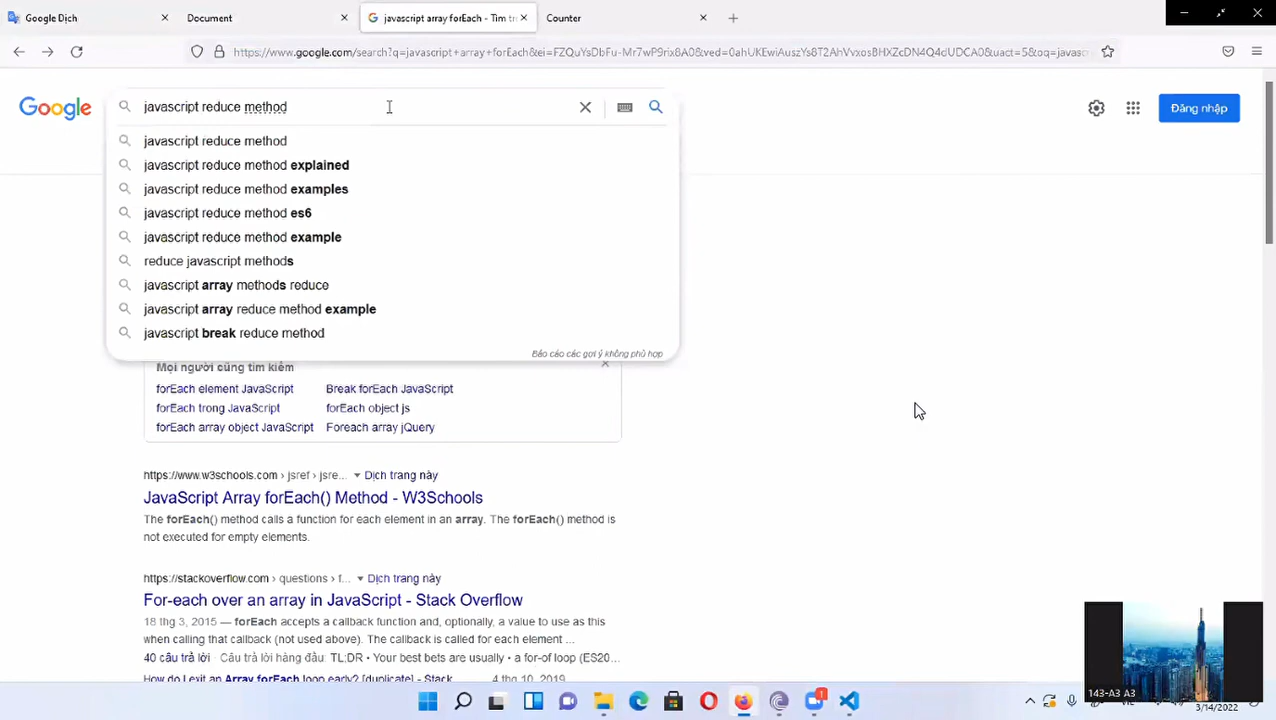 Google Dịch
Document
javascript array forEach - Tìm tr
Counter
https://www.google.com/search?q=javascript+array+forEach&ei=FZQuYsDbFu-Mr7wP9rix8A0&ved=0ahUKEwiAuszYs8T2AhVvxosBHXZcDN4Q4dUDCA0&uact=5&oq=javas
Google
javascript reduce method
Đăng nhập
javascript reduce method
javascript reduce method explained
javascript reduce method examples
javascript reduce method es6
javascript reduce method example
reduce javascript methods
javascript array methods reduce
javascript array reduce method example
javascript break reduce method
Báo cáo các gợi ý không phù hợp
Mọi người cũng tìm kiếm
forEach element JavaScript
Break forEach JavaScript
forEach trong JavaScript
forEach object js
forEach array object JavaScript
Foreach array jQuery
https://www.w3schools.com › jsref › jsre... Dịch trang này
JavaScript Array forEach() Method - W3Schools
The forEach() method calls a function for each element in an array. The forEach() method is
not executed for empty elements.
https://stackoverflow.com › questions › f... Dịch trang này
For-each over an array in JavaScript - Stack Overflow
18 thg 3, 2015 — forEach accepts a callback function and, optionally, a value to use as this
when calling that callback (not used above). The callback is called for each element ...
40 câu trả lời · Câu trả lời hàng đầu: TL;DR • Your best bets are usually • a for-of loop (ES20...
How do I exit an Array forEach loop early? [duplicate] - Stack
4 thg 10, 2019
143-A3 A3
1
VIE
3/14/2022